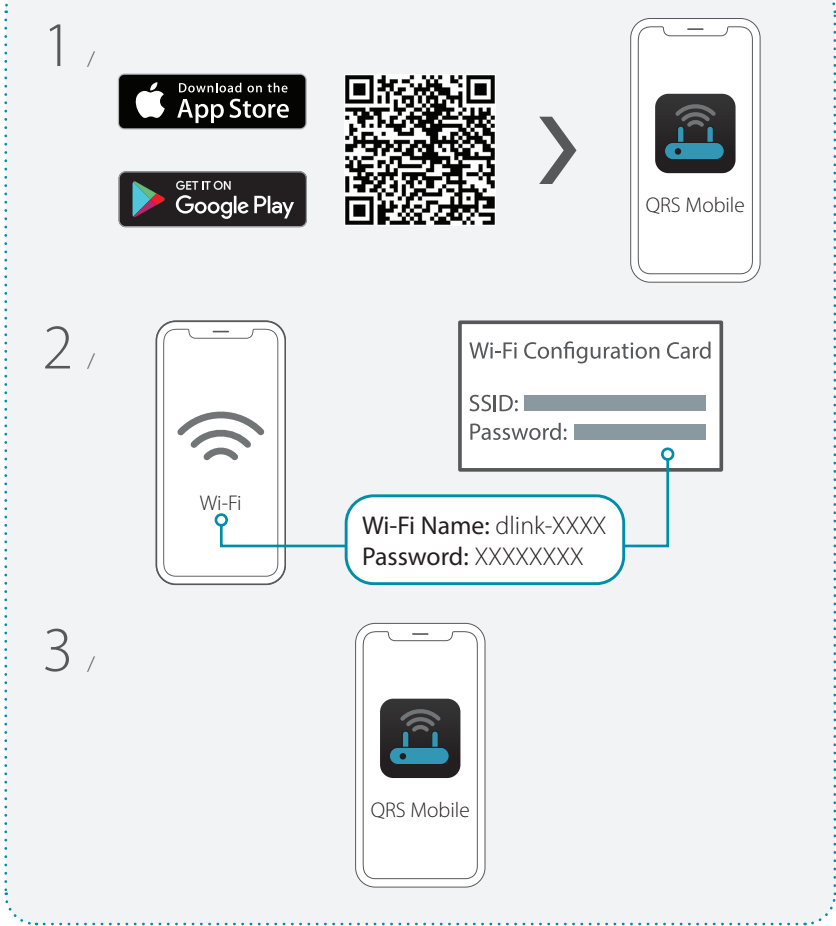 1 /
Download on the
App Store
GET IT ON
Google Play
QRS Mobile
2 /
Wi-Fi
Wi-Fi Configuration Card
SSID:
Password:
Wi-Fi Name: dlink-XXXX
Password: XXXXXXXX
3 /
QRS Mobile